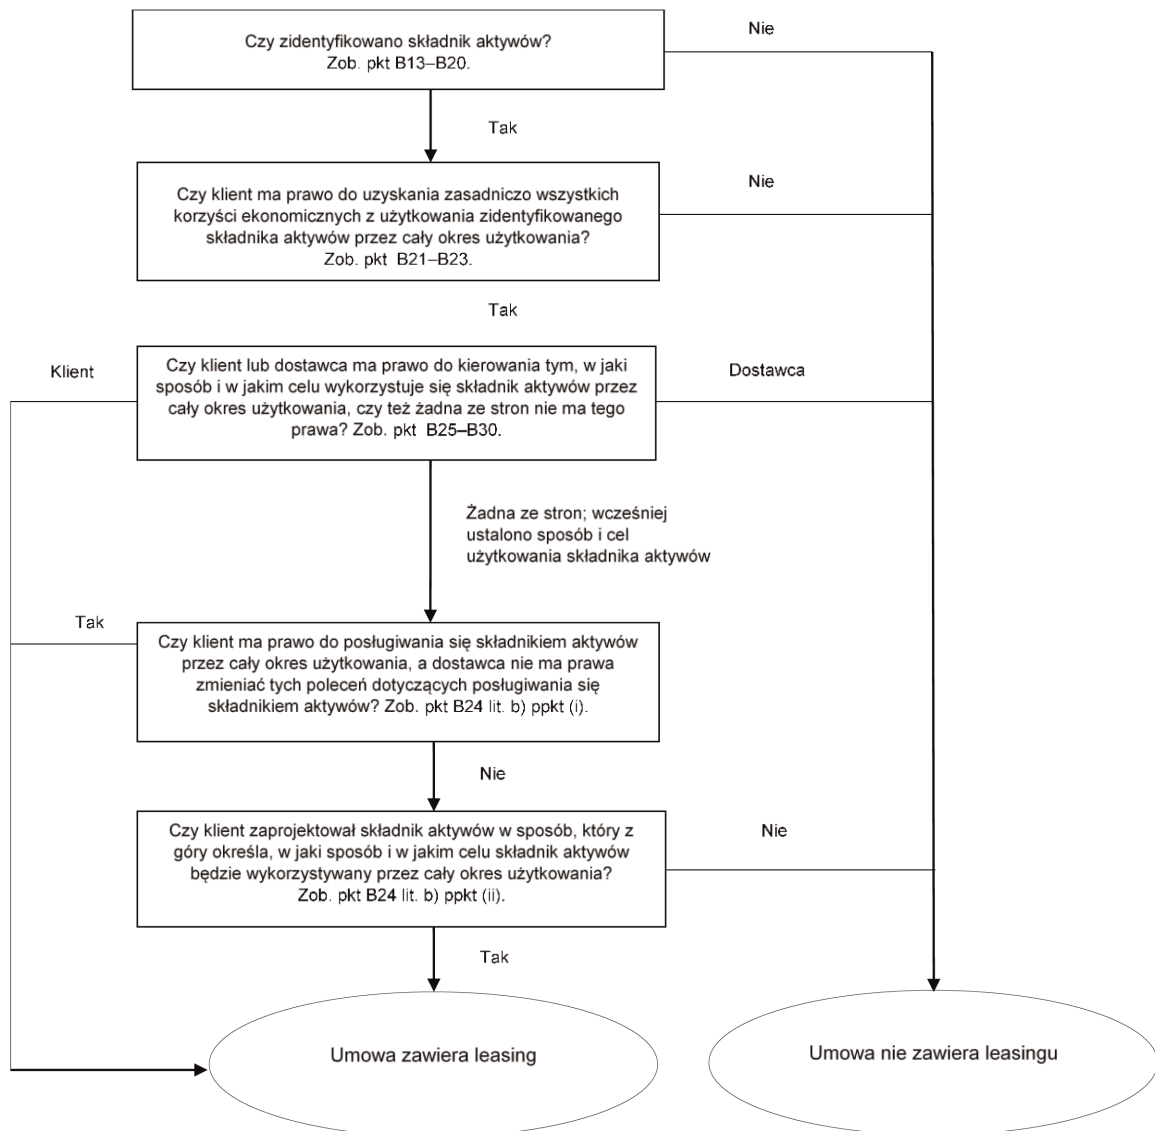 Czy zidentyfikowano składnik aktywów?
Zob. pkt B13–B20.
Nie
Tak
Czy klient ma prawo do uzyskania zasadniczo wszystkich
korzyści ekonomicznych z użytkowania zidentyfikowanego
składnika aktywów przez cały okres użytkowania?
Zob. pkt B21–B23.
Nie
Tak
Klient
Czy klient lub dostawca ma prawo do kierowania tym, w jaki
sposób i w jakim celu wykorzystuje się składnik aktywów przez
cały okres użytkowania, czy też żadna ze stron nie ma tego
prawa? Zob. pkt B25–B30.
Dostawca
Żadna ze stron; wcześniej
ustalono sposób i cel
użytkowania składnika aktywów
Tak
Czy klient ma prawo do posługiwania się składnikiem aktywów
przez cały okres użytkowania, a dostawca nie ma prawa
zmieniać tych poleceń dotyczących posługiwania się
składnikiem aktywów? Zob. pkt B24 lit. b) ppkt (i).
Nie
Czy klient zaprojektował składnik aktywów w sposób, który z
góry określa, w jaki sposób i w jakim celu składnik aktywów
będzie wykorzystywany przez cały okres użytkowania?
Zob. pkt B24 lit. b) ppkt (ii).
Nie
Tak
Umowa zawiera leasing
Umowa nie zawiera leasingu